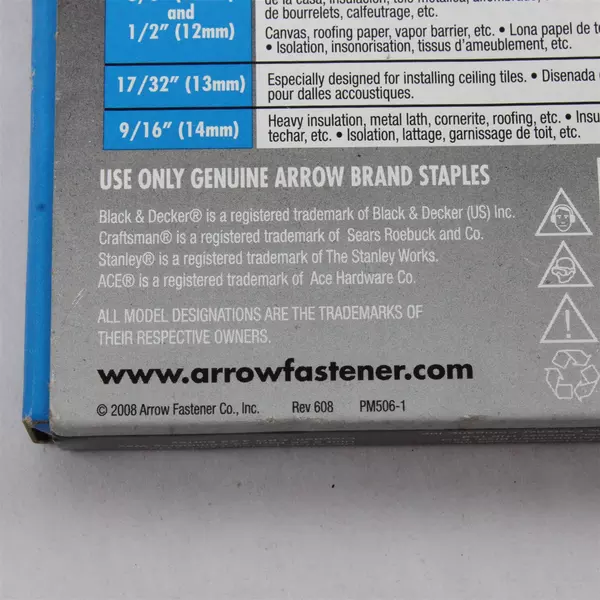 de la casa, insulación, tela metálica, alfombras,
and
de bourrelets, calfeutrage, etc.
1/2" (12mm)
Canvas, roofing paper, vapor barrier, etc. • Lona papel de
• Isolation, insonorisation, tissus d'ameublement, etc.
17/32" (13mm)
Especially designed for installing ceiling tiles. • Disenada
pour dalles accoustiques.
9/16" (14mm)
Heavy insulation, metal lath, cornerite, roofing, etc. • Insu
techar, etc. • Isolation, lattage, garnissage de toit, etc.
USE ONLY GENUINE ARROW BRAND STAPLES
Black & Decker® is a registered trademark of Black & Decker (US) Inc.
Craftsman® is a registered trademark of Sears Roebuck and Co.
Stanley® is a registered trademark of The Stanley Works.
ACE® is a registered trademark of Ace Hardware Co.
ALL MODEL DESIGNATIONS ARE THE TRADEMARKS OF
THEIR RESPECTIVE OWNERS.
www.arrowfastener.com
© 2008 Arrow Fastener Co., Inc. Rev 608 PM506-1